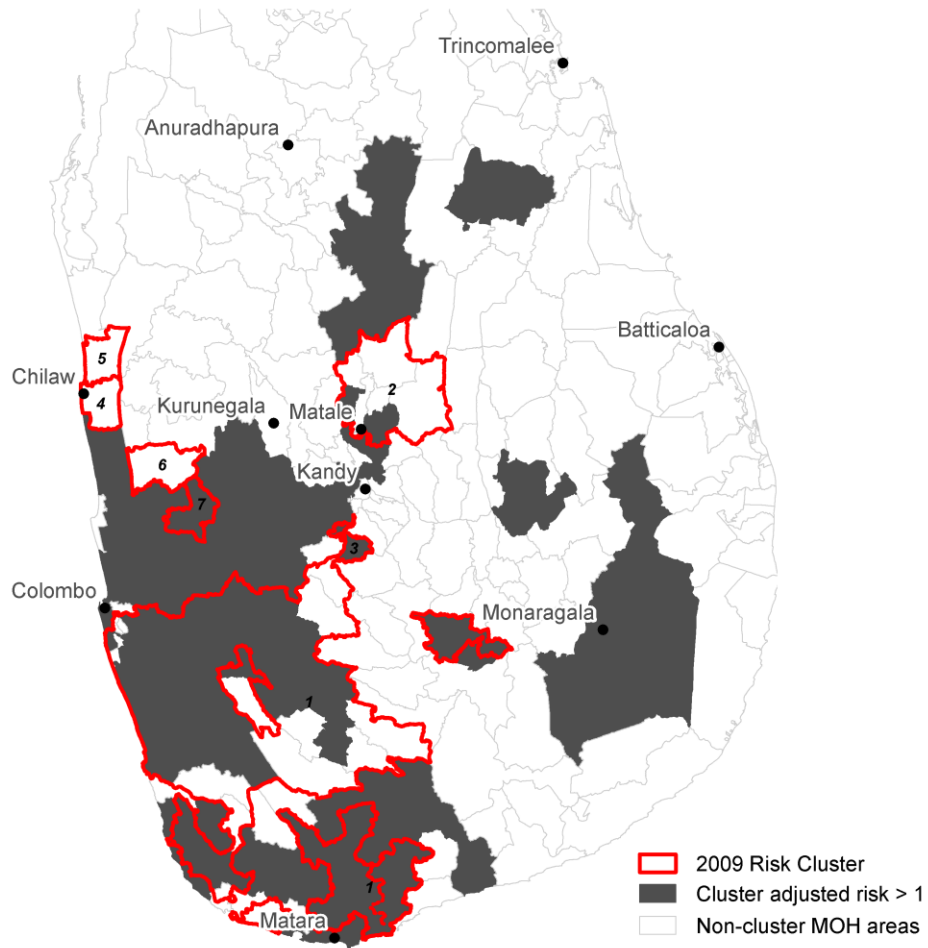 Trincomalee
Anuradhapura
Batticaloa
5
Chilaw
4
2
Kurunegala
Matale
6
Kandy
7
3
Colombo
Monaragala
1
1
Matara
2009 Risk Cluster
Cluster adjusted risk > 1
Non-cluster MOH areas